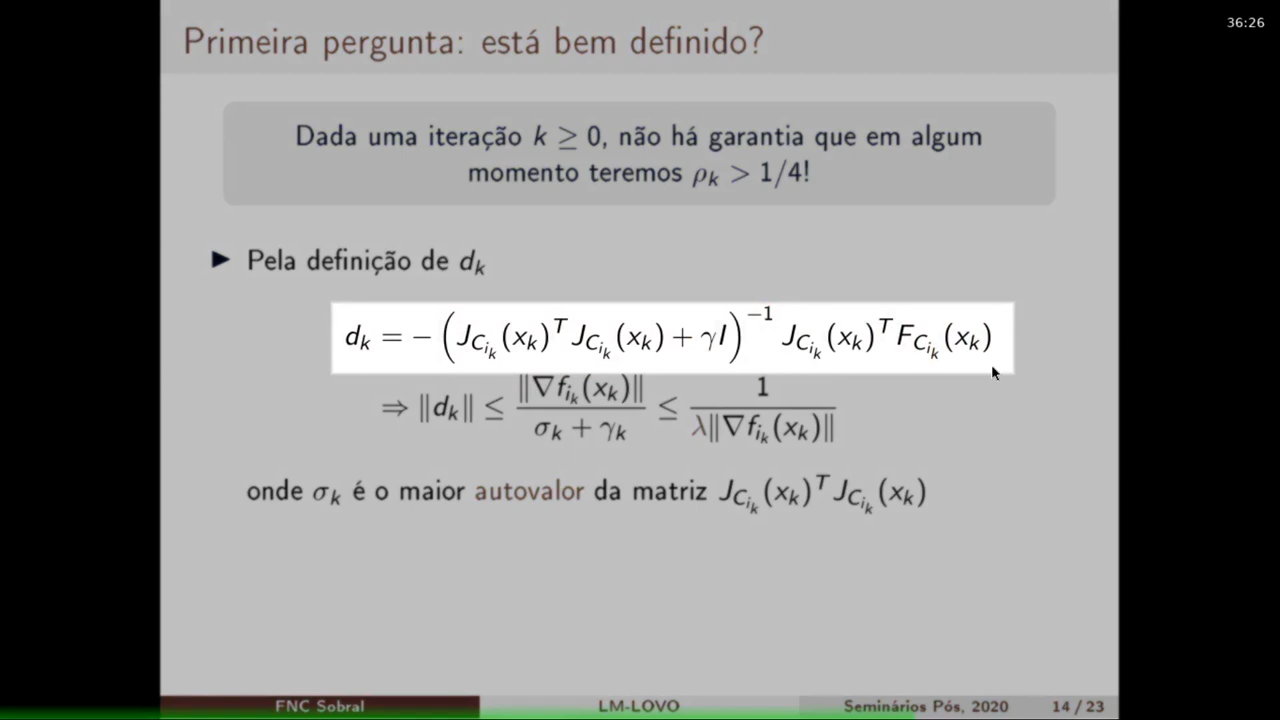 36:26
Primeira pergunta: está bem definido?
Dada uma iteração k ≥ 0, não há garantia que em algum
momento teremos ρ_k > 1/4!
▶ Pela definição de d_k
d_k = − (J_{C_{i_k}}(x_k)^T J_{C_{i_k}}(x_k) + γI)^{−1} J_{C_{i_k}}(x_k)^T F_{C_{i_k}}(x_k)
⇒ ‖d_k‖ ≤ ‖∇f_{i_k}(x_k)‖ / (σ_k + γ_k) ≤ 1 / (λ‖∇f_{i_k}(x_k)‖)
onde σ_k é o maior autovalor da matriz J_{C_{i_k}}(x_k)^T J_{C_{i_k}}(x_k)
FNC Sobral LM-LOVO Seminários Pós, 2020 14 / 23